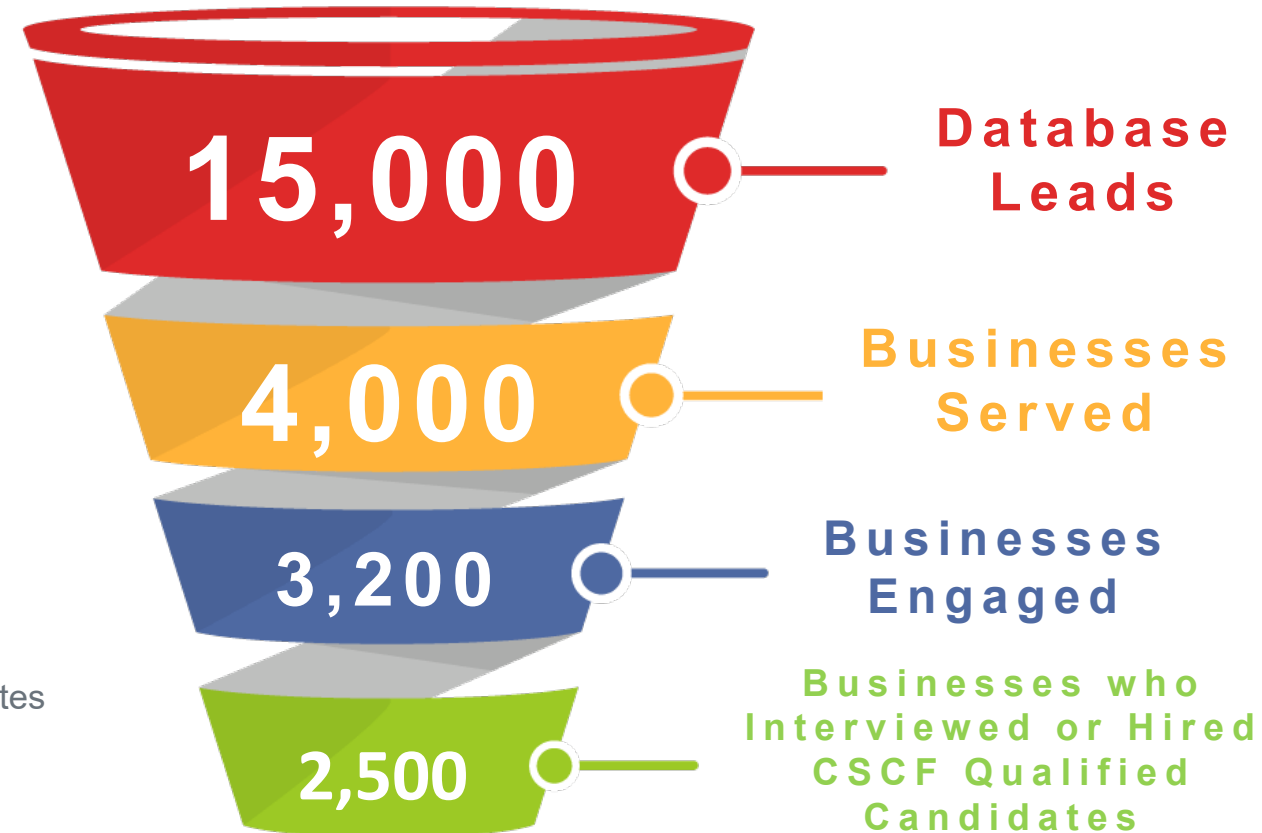 15,000
Database
Leads
4,000
Businesses
Served
3,200
Businesses
Engaged
tes
2,500
Businesses who
Interviewed or Hired
CSCF Qualified
Candidates